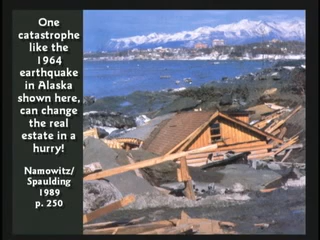 One
catastrophe
like the
1964
earthquake
in Alaska
shown here,
can change
the real
estate in a
hurry!
Namowitz/
Spaulding
1989
p. 250